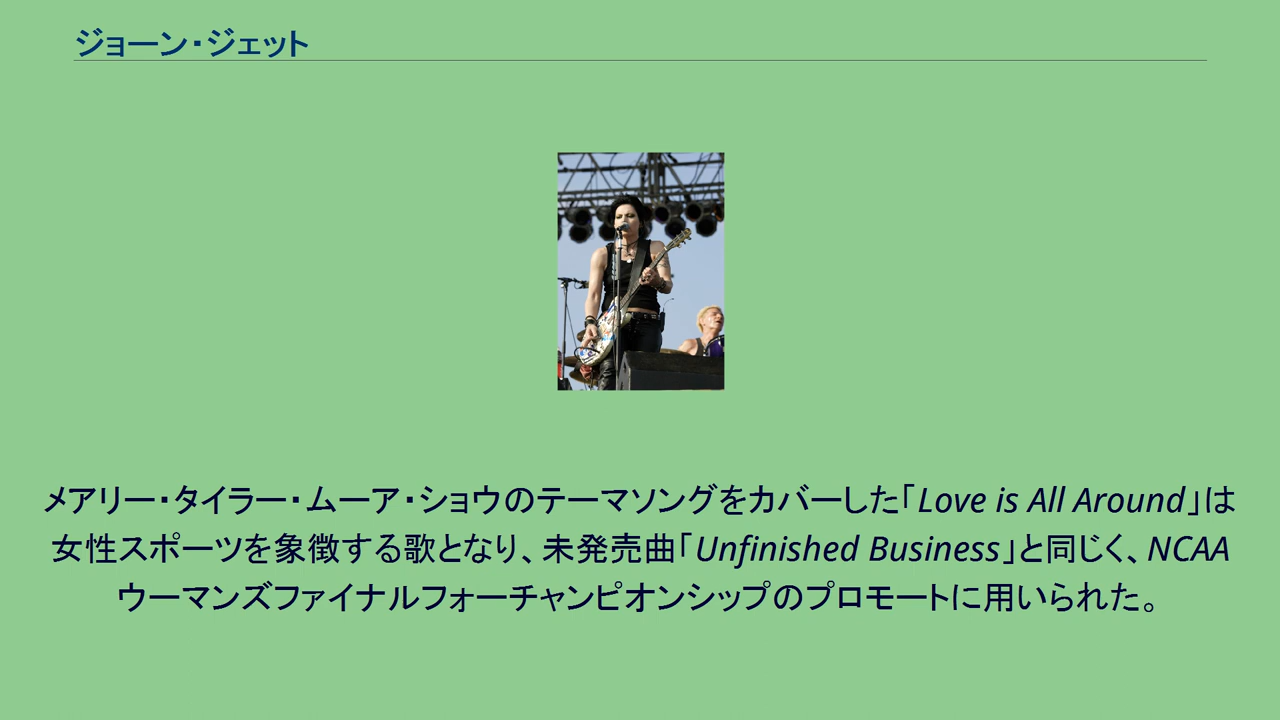 ジョーン・ジェット
メアリー・タイラー・ムーア・ショウのテーマソングをカバーした「Love is All Around」は
女性スポーツを象徴する歌となり、未発売曲「Unfinished Business」と同じく、NCAA
ウーマンズファイナルフォーチャンピオンシップのプロモートに用いられた。